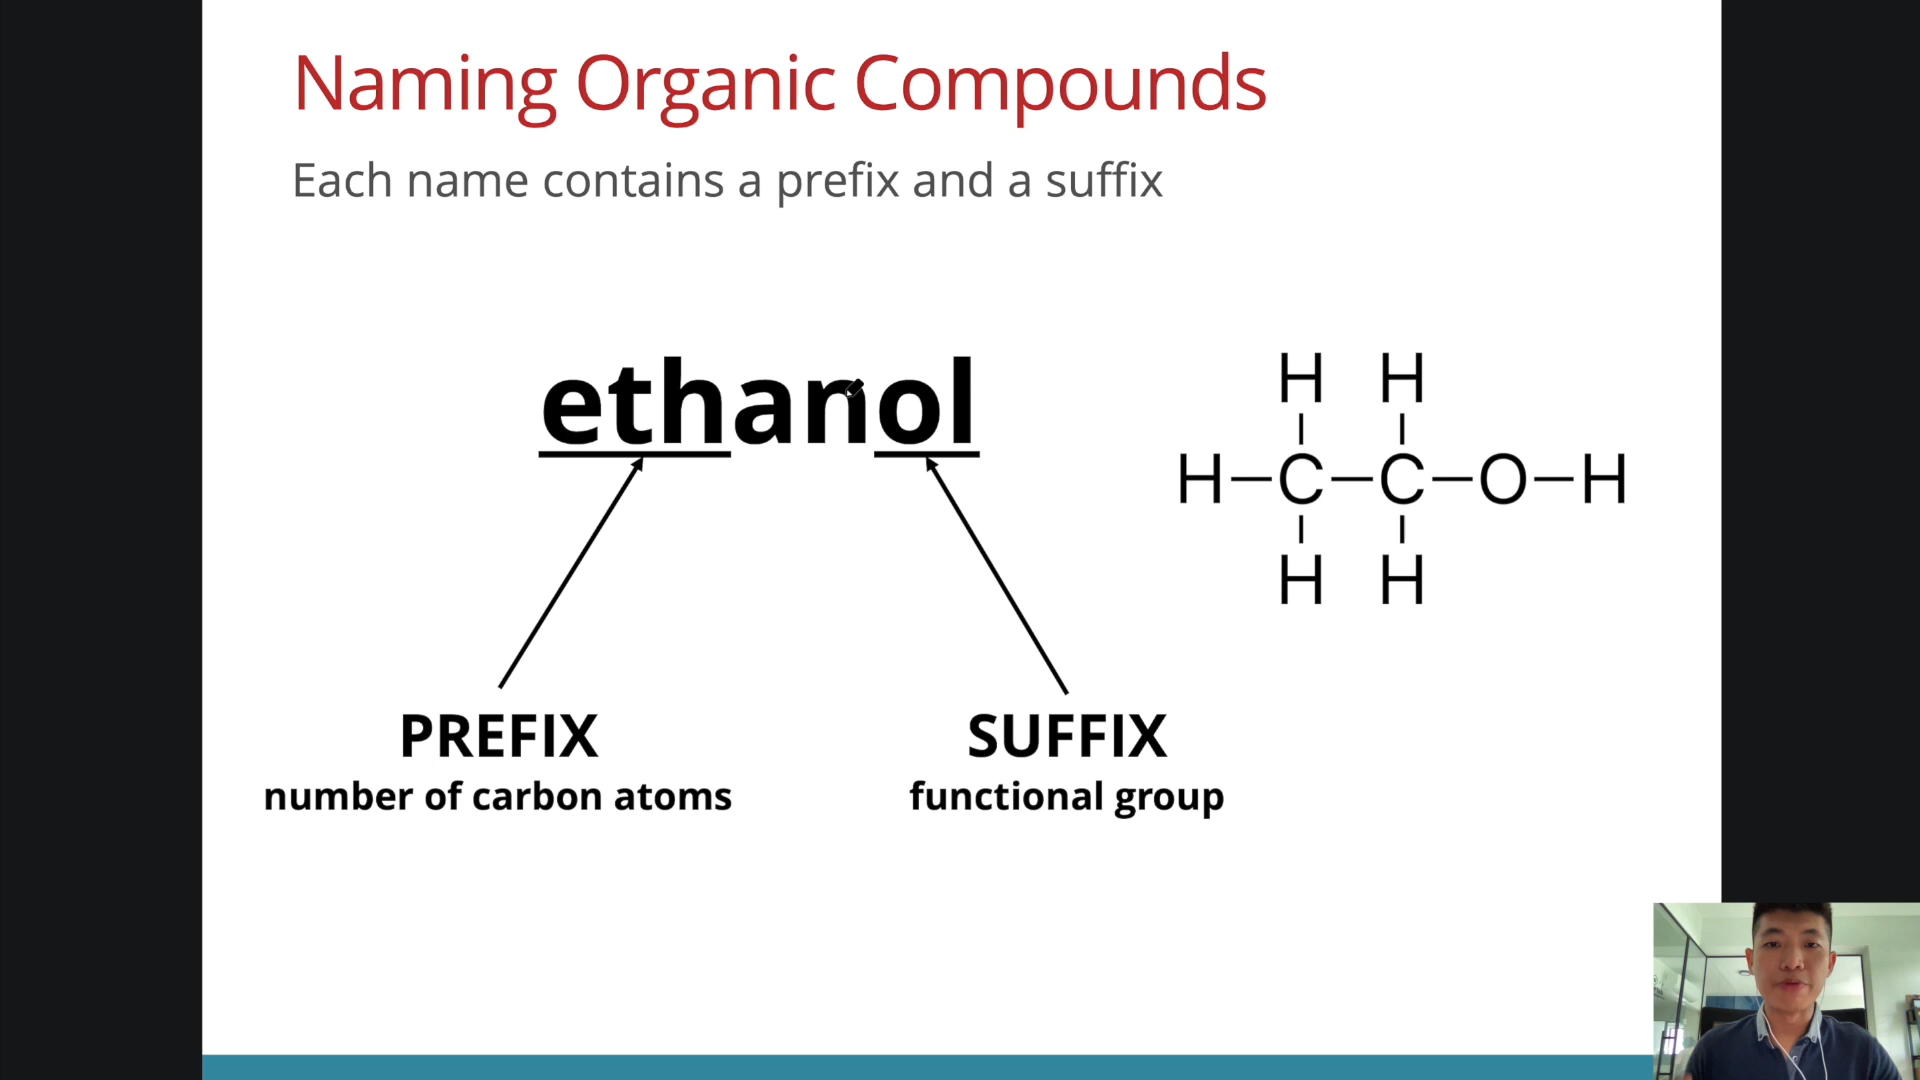 Naming Organic Compounds
Each name contains a prefix and a suffix
ethanol
H H
H—C—C—O—H
H H
PREFIX
number of carbon atoms
SUFFIX
functional group